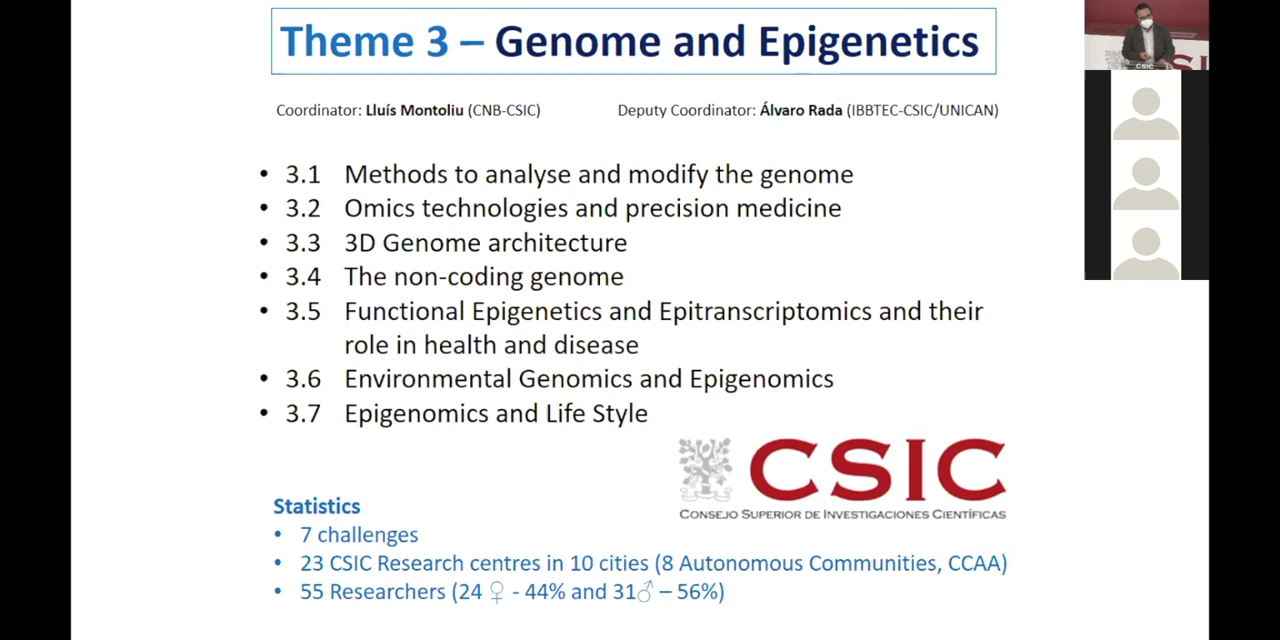 Theme 3 – Genome and Epigenetics
Coordinator: Lluís Montoliu (CNB-CSIC) Deputy Coordinator: Álvaro Rada (IBBTEC-CSIC/UNICAN)
• 3.1 Methods to analyse and modify the genome
• 3.2 Omics technologies and precision medicine
• 3.3 3D Genome architecture
• 3.4 The non-coding genome
• 3.5 Functional Epigenetics and Epitranscriptomics and their
role in health and disease
• 3.6 Environmental Genomics and Epigenomics
• 3.7 Epigenomics and Life Style
CSIC
CONSEJO SUPERIOR DE INVESTIGACIONES CIENTÍFICAS
Statistics
• 7 challenges
• 23 CSIC Research centres in 10 cities (8 Autonomous Communities, CCAA)
• 55 Researchers (24 ♀ - 44% and 31♂ – 56%)
CSIC